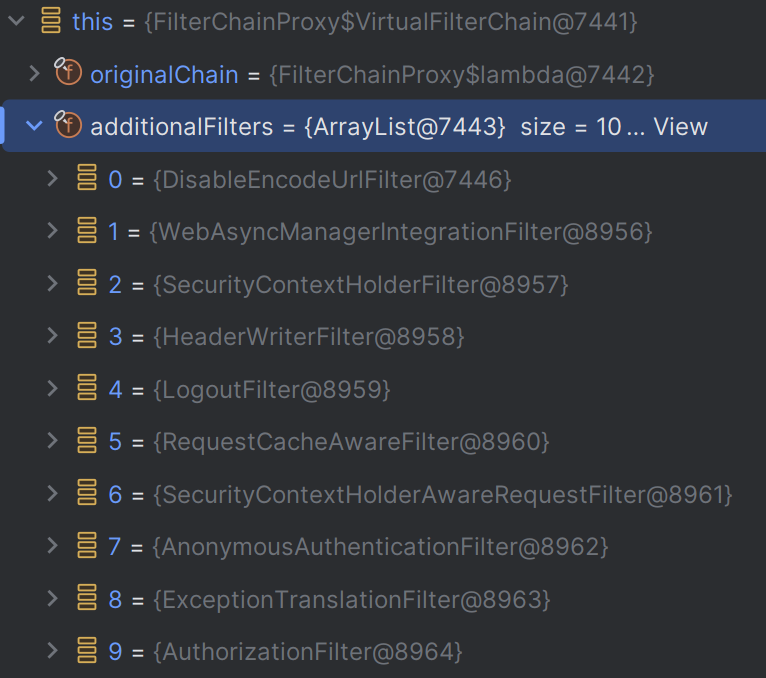 this = {FilterChainProxy$VirtualFilterChain@7441}
f originalChain = {FilterChainProxy$lambda@7442}
f additionalFilters = {ArrayList@7443} size = 10 ... View
0 = {DisableEncodeUrlFilter@7446}
1 = {WebAsyncManagerIntegrationFilter@8956}
2 = {SecurityContextHolderFilter@8957}
3 = {HeaderWriterFilter@8958}
4 = {LogoutFilter@8959}
5 = {RequestCacheAwareFilter@8960}
6 = {SecurityContextHolderAwareRequestFilter@8961}
7 = {AnonymousAuthenticationFilter@8962}
8 = {ExceptionTranslationFilter@8963}
9 = {AuthorizationFilter@8964}